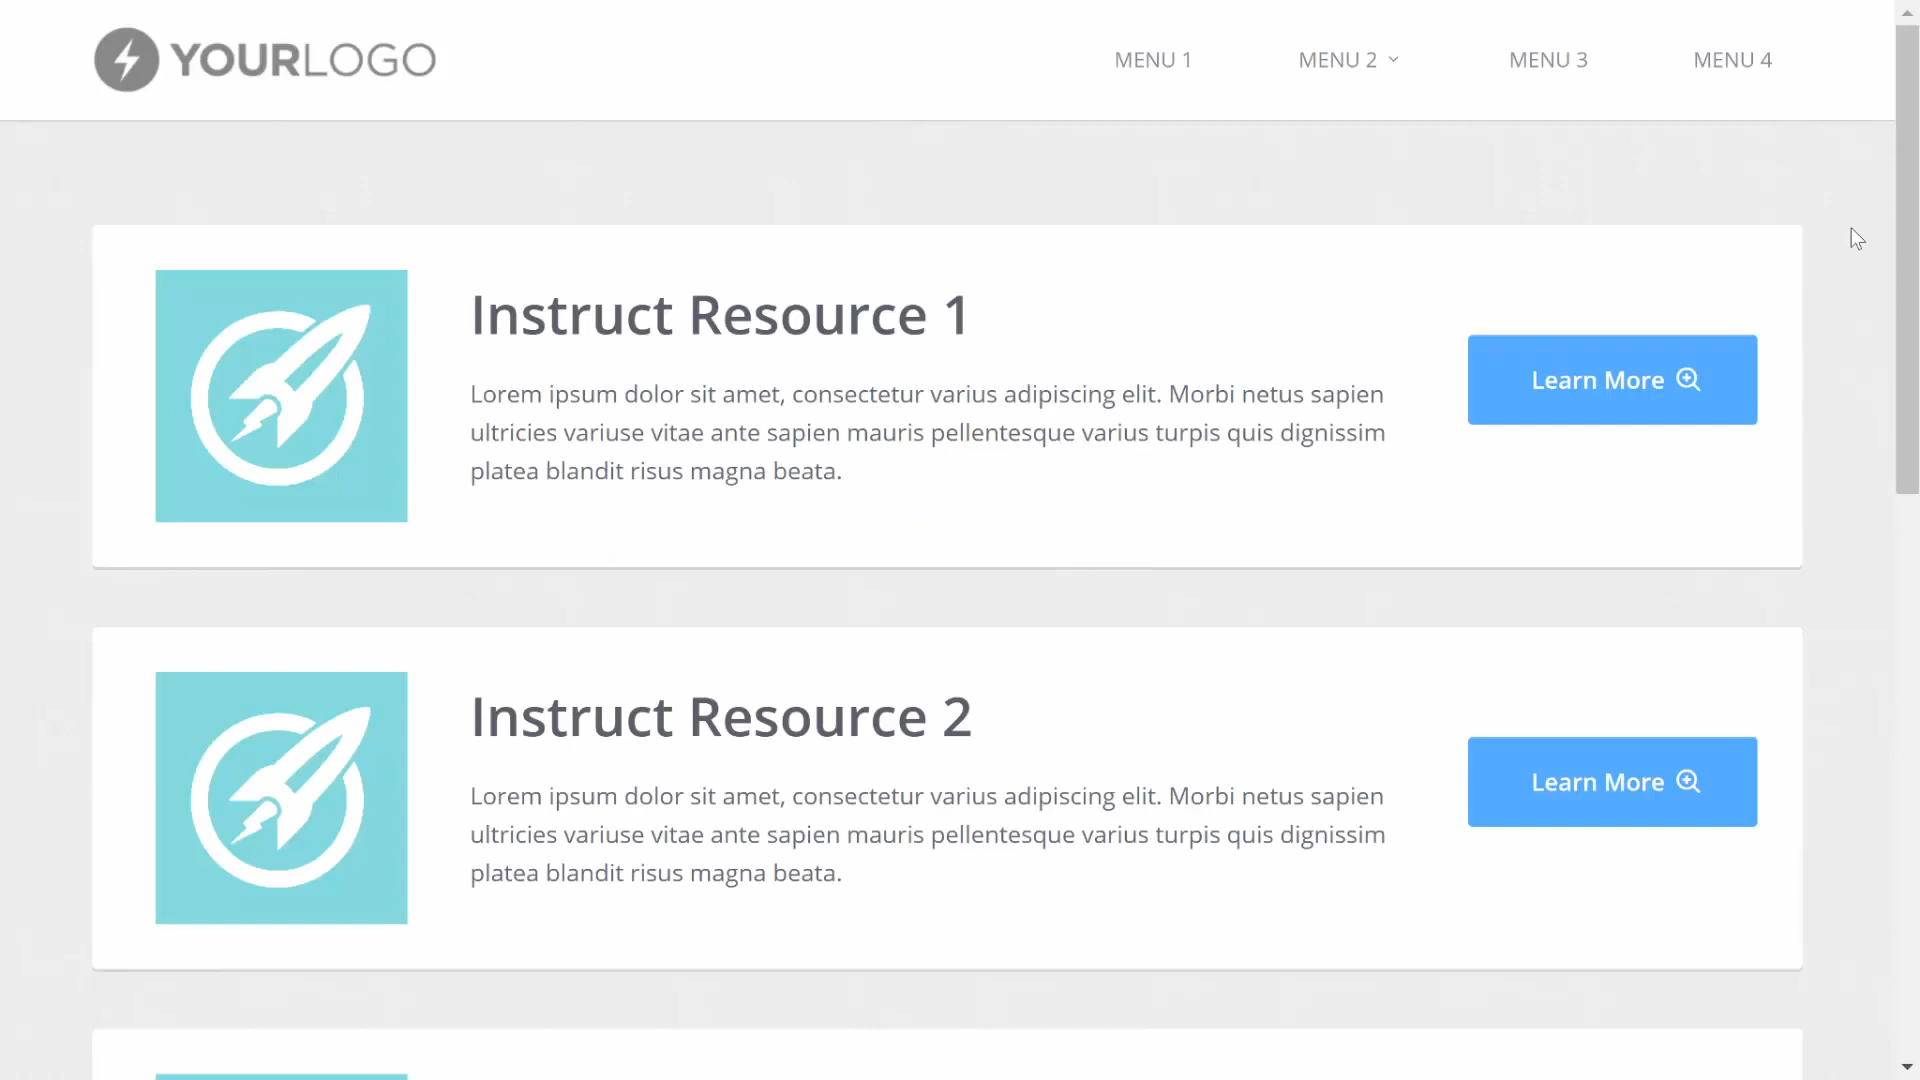 YOURLOGO
MENU 1
MENU 2
MENU 3
MENU 4
Instruct Resource 1
Lorem ipsum dolor sit amet, consectetur varius adipiscing elit. Morbi netus sapien
ultricies variuse vitae ante sapien mauris pellentesque varius turpis quis dignissim
platea blandit risus magna beata.
Learn More
Instruct Resource 2
Lorem ipsum dolor sit amet, consectetur varius adipiscing elit. Morbi netus sapien
ultricies variuse vitae ante sapien mauris pellentesque varius turpis quis dignissim
platea blandit risus magna beata.
Learn More